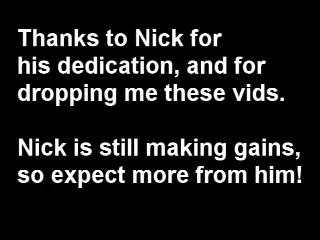 Thanks to Nick for
his dedication, and for
dropping me these vids.
Nick is still making gains,
so expect more from him!